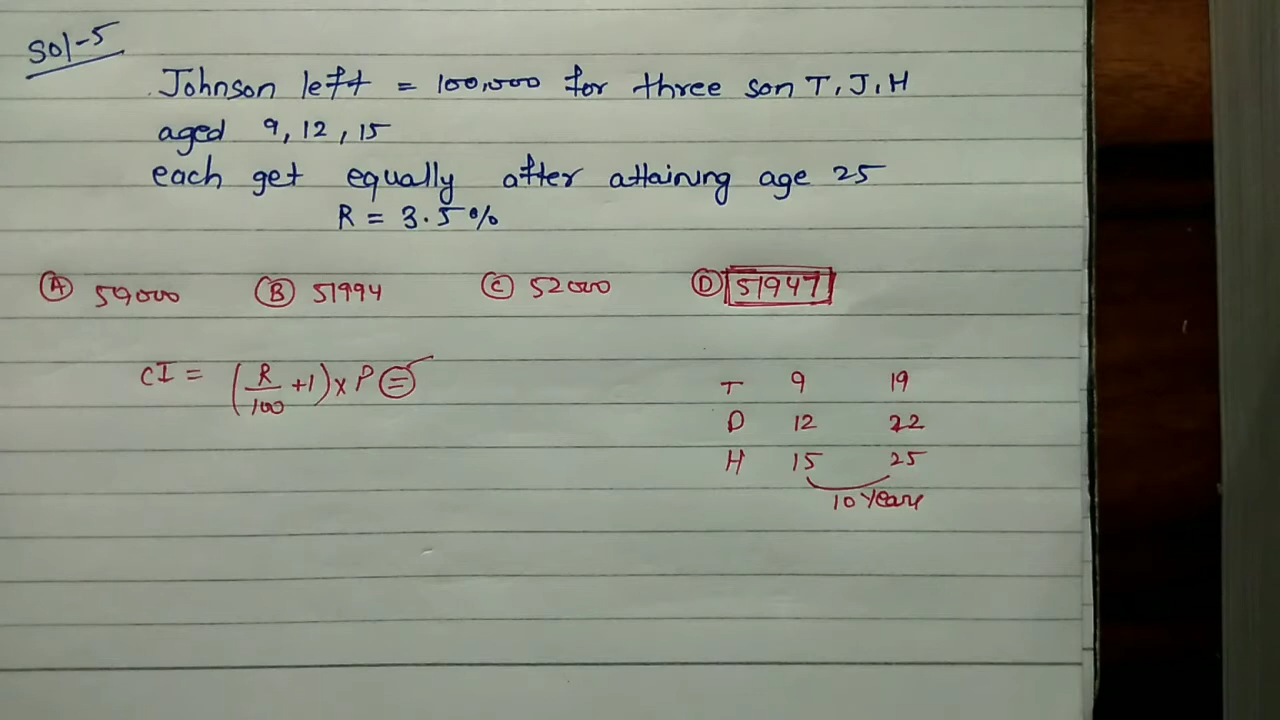 Sol-5
Johnson left = 100,000 for three son T, J, H
aged 9, 12, 15
each get equally after attaining age 25
R = 3.5%
(A) 59000 (B) 51994 (C) 52000 (D) 51947
CI = (R/100 +1) × P =
T 9 19
D 12 22
H 15 25
10 Years